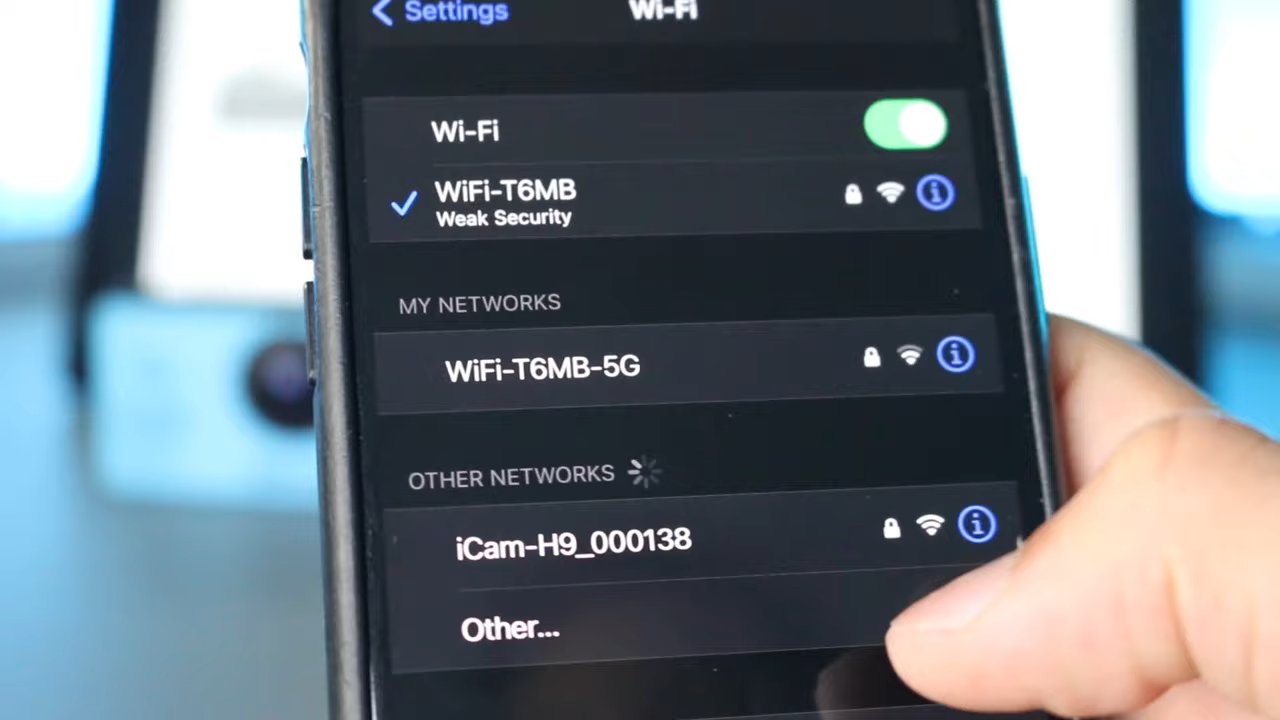 Settings
Wi-Fi
Wi-Fi
WiFi-T6MB
Weak Security
MY NETWORKS
WiFi-T6MB-5G
OTHER NETWORKS
iCam-H9_000138
Other...